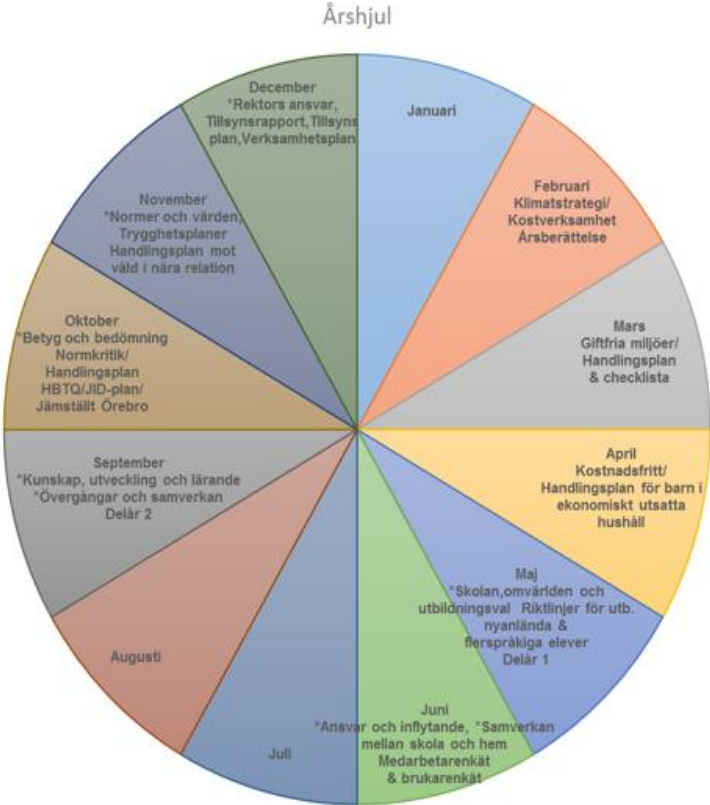 Årshjul
Januari
Februari
Klimatstrategi/
Kostverksamhet
Årsberättelse
Mars
Giftfria miljöer/
Handlingsplan
& checklista
April
Kostnadsfritt/
Handlingsplan för barn i
ekonomiskt utsatta
hushåll
Maj
*Skolan,omvärlden och
utbildningsval Riktlinjer för utb.
nyanlända &
flerspråkiga elever
Delår 1
Juni
*Ansvar och inflytande, *Samverkan
mellan skola och hem
Medarbetarenkät
& brukarenkät
Juli
Augusti
September
*Kunskap, utveckling och lärande
*Övergångar och samverkan
Delår 2
Oktober
*Betyg och bedömning
Normkritik/
Handlingsplan
HBTQ/JID-plan/
Jämställt Örebro
November
*Normer och värden,
Trygghetsplaner
Handlingsplan mot
våld i nära relation
December
*Rektors ansvar,
Tillsynsrapport,Tillsyns
plan,Verksamhetsplan